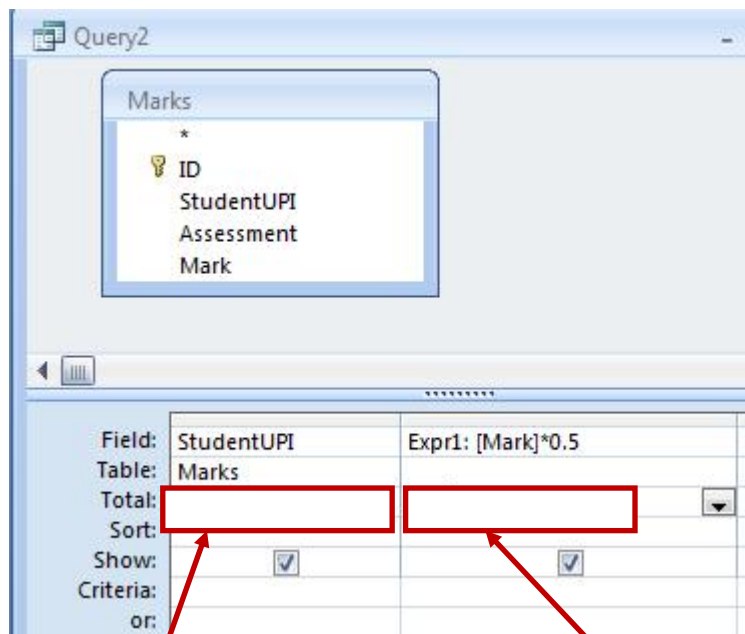 Query2
Marks
*
ID
StudentUPI
Assessment
Mark
Field: StudentUPI Expr1: [Mark]*0.5
Table: Marks
Total:
Sort:
Show:
Criteria:
or: